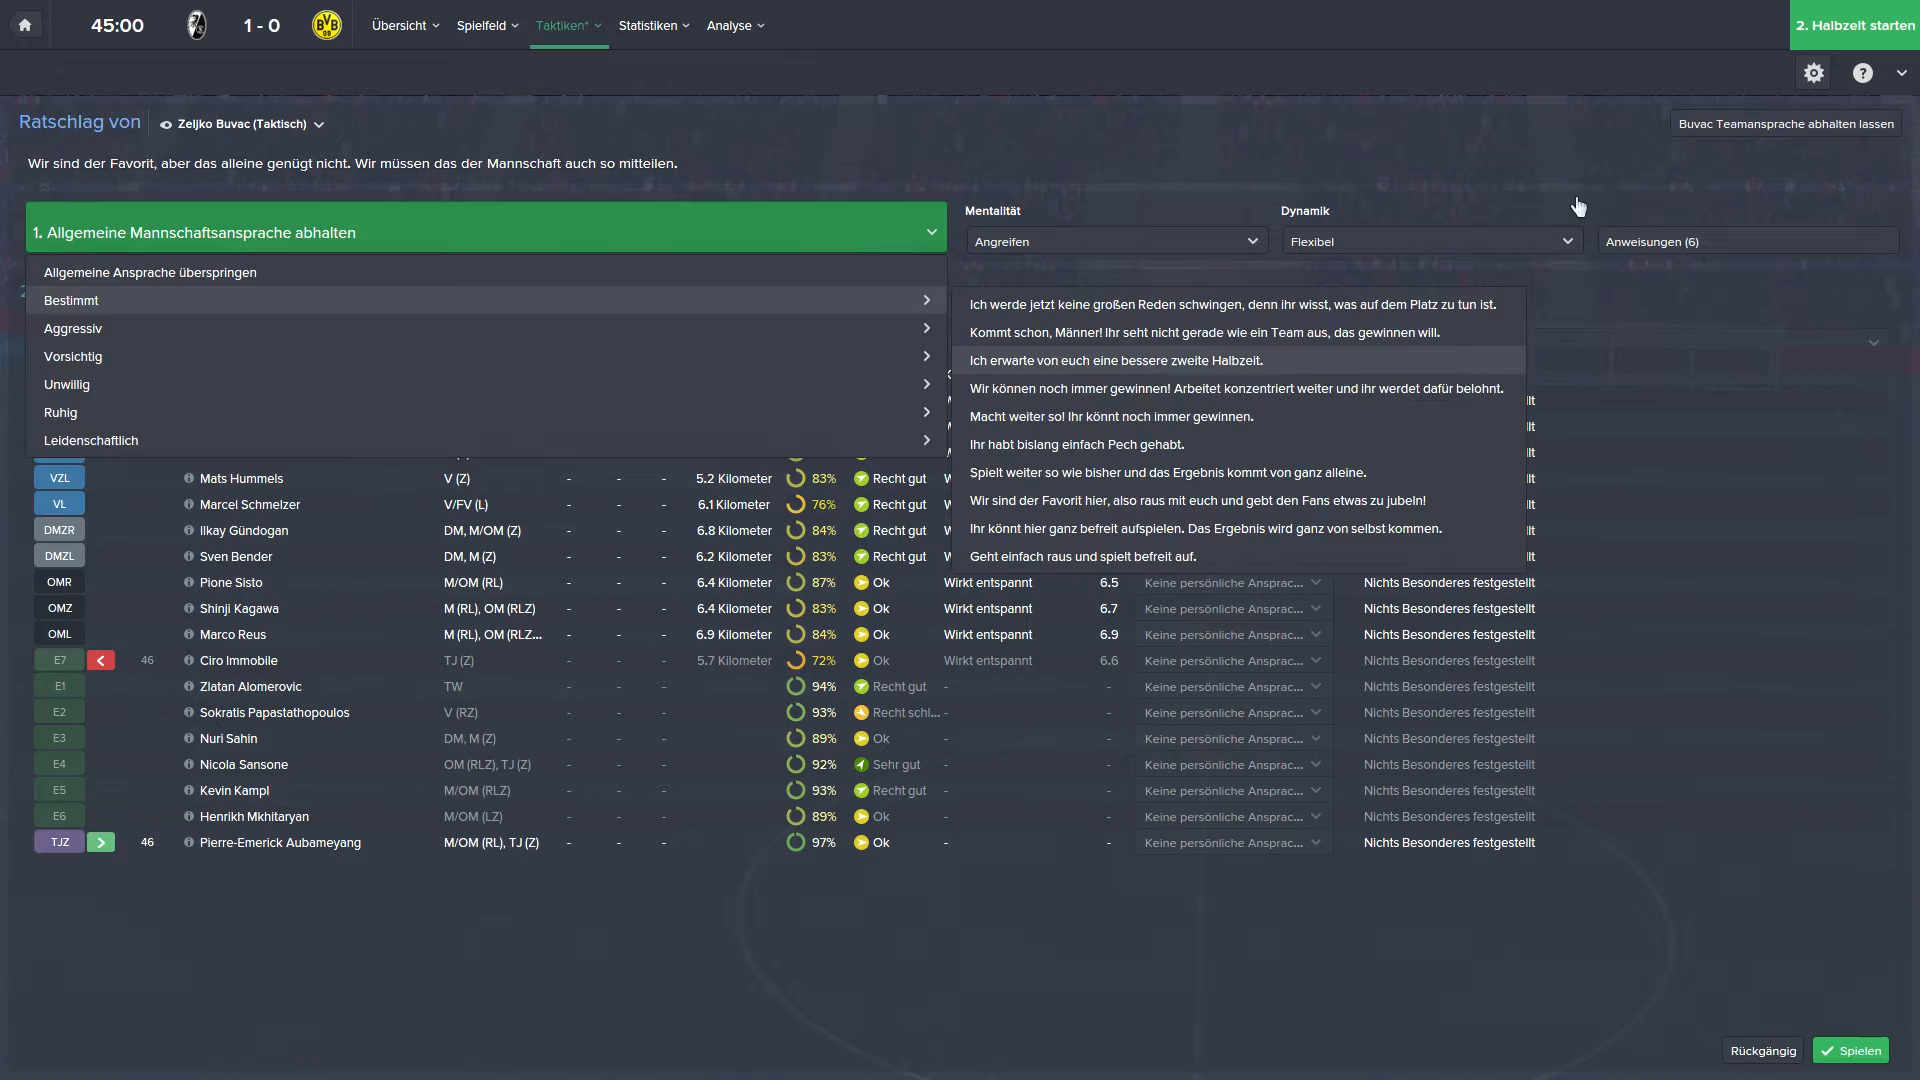 45:00 1 - 0 BVB 09 Übersicht Spielfeld Taktiken* Statistiken Analyse 2. Halbzeit starten
?
Ratschlag von Zeljko Buvac (Taktisch) Buvac Teamansprache abhalten lassen
Wir sind der Favorit, aber das alleine genügt nicht. Wir müssen das der Mannschaft auch so mitteilen.
Mentalität Dynamik
1. Allgemeine Mannschaftsansprache abhalten Angreifen Flexibel Anweisungen (6)
Allgemeine Ansprache überspringen
Bestimmt
Aggressiv
Vorsichtig
Unwillig
Ruhig
Leidenschaftlich
Ich werde jetzt keine großen Reden schwingen, denn ihr wisst, was auf dem Platz zu tun ist.
Kommt schon, Männer! Ihr seht nicht gerade wie ein Team aus, das gewinnen will.
Ich erwarte von euch eine bessere zweite Halbzeit.
Wir können noch immer gewinnen! Arbeitet konzentriert weiter und ihr werdet dafür belohnt.
Macht weiter so! Ihr könnt noch immer gewinnen.
Ihr habt bislang einfach Pech gehabt.
Spielt weiter so wie bisher und das Ergebnis kommt von ganz alleine.
Wir sind der Favorit hier, also raus mit euch und gebt den Fans etwas zu jubeln!
Ihr könnt hier ganz befreit aufspielen. Das Ergebnis wird ganz von selbst kommen.
Geht einfach raus und spielt befreit auf.
VZL Mats Hummels V (Z) - - - 5.2 Kilometer 83% Recht gut
VL Marcel Schmelzer V/FV (L) - - - 6.1 Kilometer 76% Recht gut
DMZR Ilkay Gündogan DM, M/OM (Z) - - - 6.8 Kilometer 84% Recht gut
DMZL Sven Bender DM, M (Z) - - - 6.2 Kilometer 83% Recht gut
OMR Pione Sisto M/OM (RL) - - - 6.4 Kilometer 87% Ok Wirkt entspannt 6.5 Keine persönliche Ansprac... Nichts Besonderes festgestellt
OMZ Shinji Kagawa M (RL), OM (RLZ) - - - 6.4 Kilometer 83% Ok Wirkt entspannt 6.7 Keine persönliche Ansprac... Nichts Besonderes festgestellt
OML Marco Reus M (RL), OM (RLZ... - - - 6.9 Kilometer 84% Ok Wirkt entspannt 6.9 Keine persönliche Ansprac... Nichts Besonderes festgestellt
E7 46 Ciro Immobile TJ (Z) - - - 5.7 Kilometer 72% Ok Wirkt entspannt 6.6 Keine persönliche Ansprac... Nichts Besonderes festgestellt
E1 Zlatan Alomerovic TW - - - 94% Recht gut - - Keine persönliche Ansprac... Nichts Besonderes festgestellt
E2 Sokratis Papastathopoulos V (RZ) - - - 93% Recht schl... - - Keine persönliche Ansprac... Nichts Besonderes festgestellt
E3 Nuri Sahin DM, M (Z) - - - 89% Ok - - Keine persönliche Ansprac... Nichts Besonderes festgestellt
E4 Nicola Sansone OM (RLZ), TJ (Z) - - - 92% Sehr gut - - Keine persönliche Ansprac... Nichts Besonderes festgestellt
E5 Kevin Kampl M/OM (RLZ) - - - 93% Recht gut - - Keine persönliche Ansprac... Nichts Besonderes festgestellt
E6 Henrikh Mkhitaryan M/OM (LZ) - - - 89% Ok - - Keine persönliche Ansprac... Nichts Besonderes festgestellt
TJZ 46 Pierre-Emerick Aubameyang M/OM (RL), TJ (Z) - - - 97% Ok - - Keine persönliche Ansprac... Nichts Besonderes festgestellt
Rückgängig Spielen